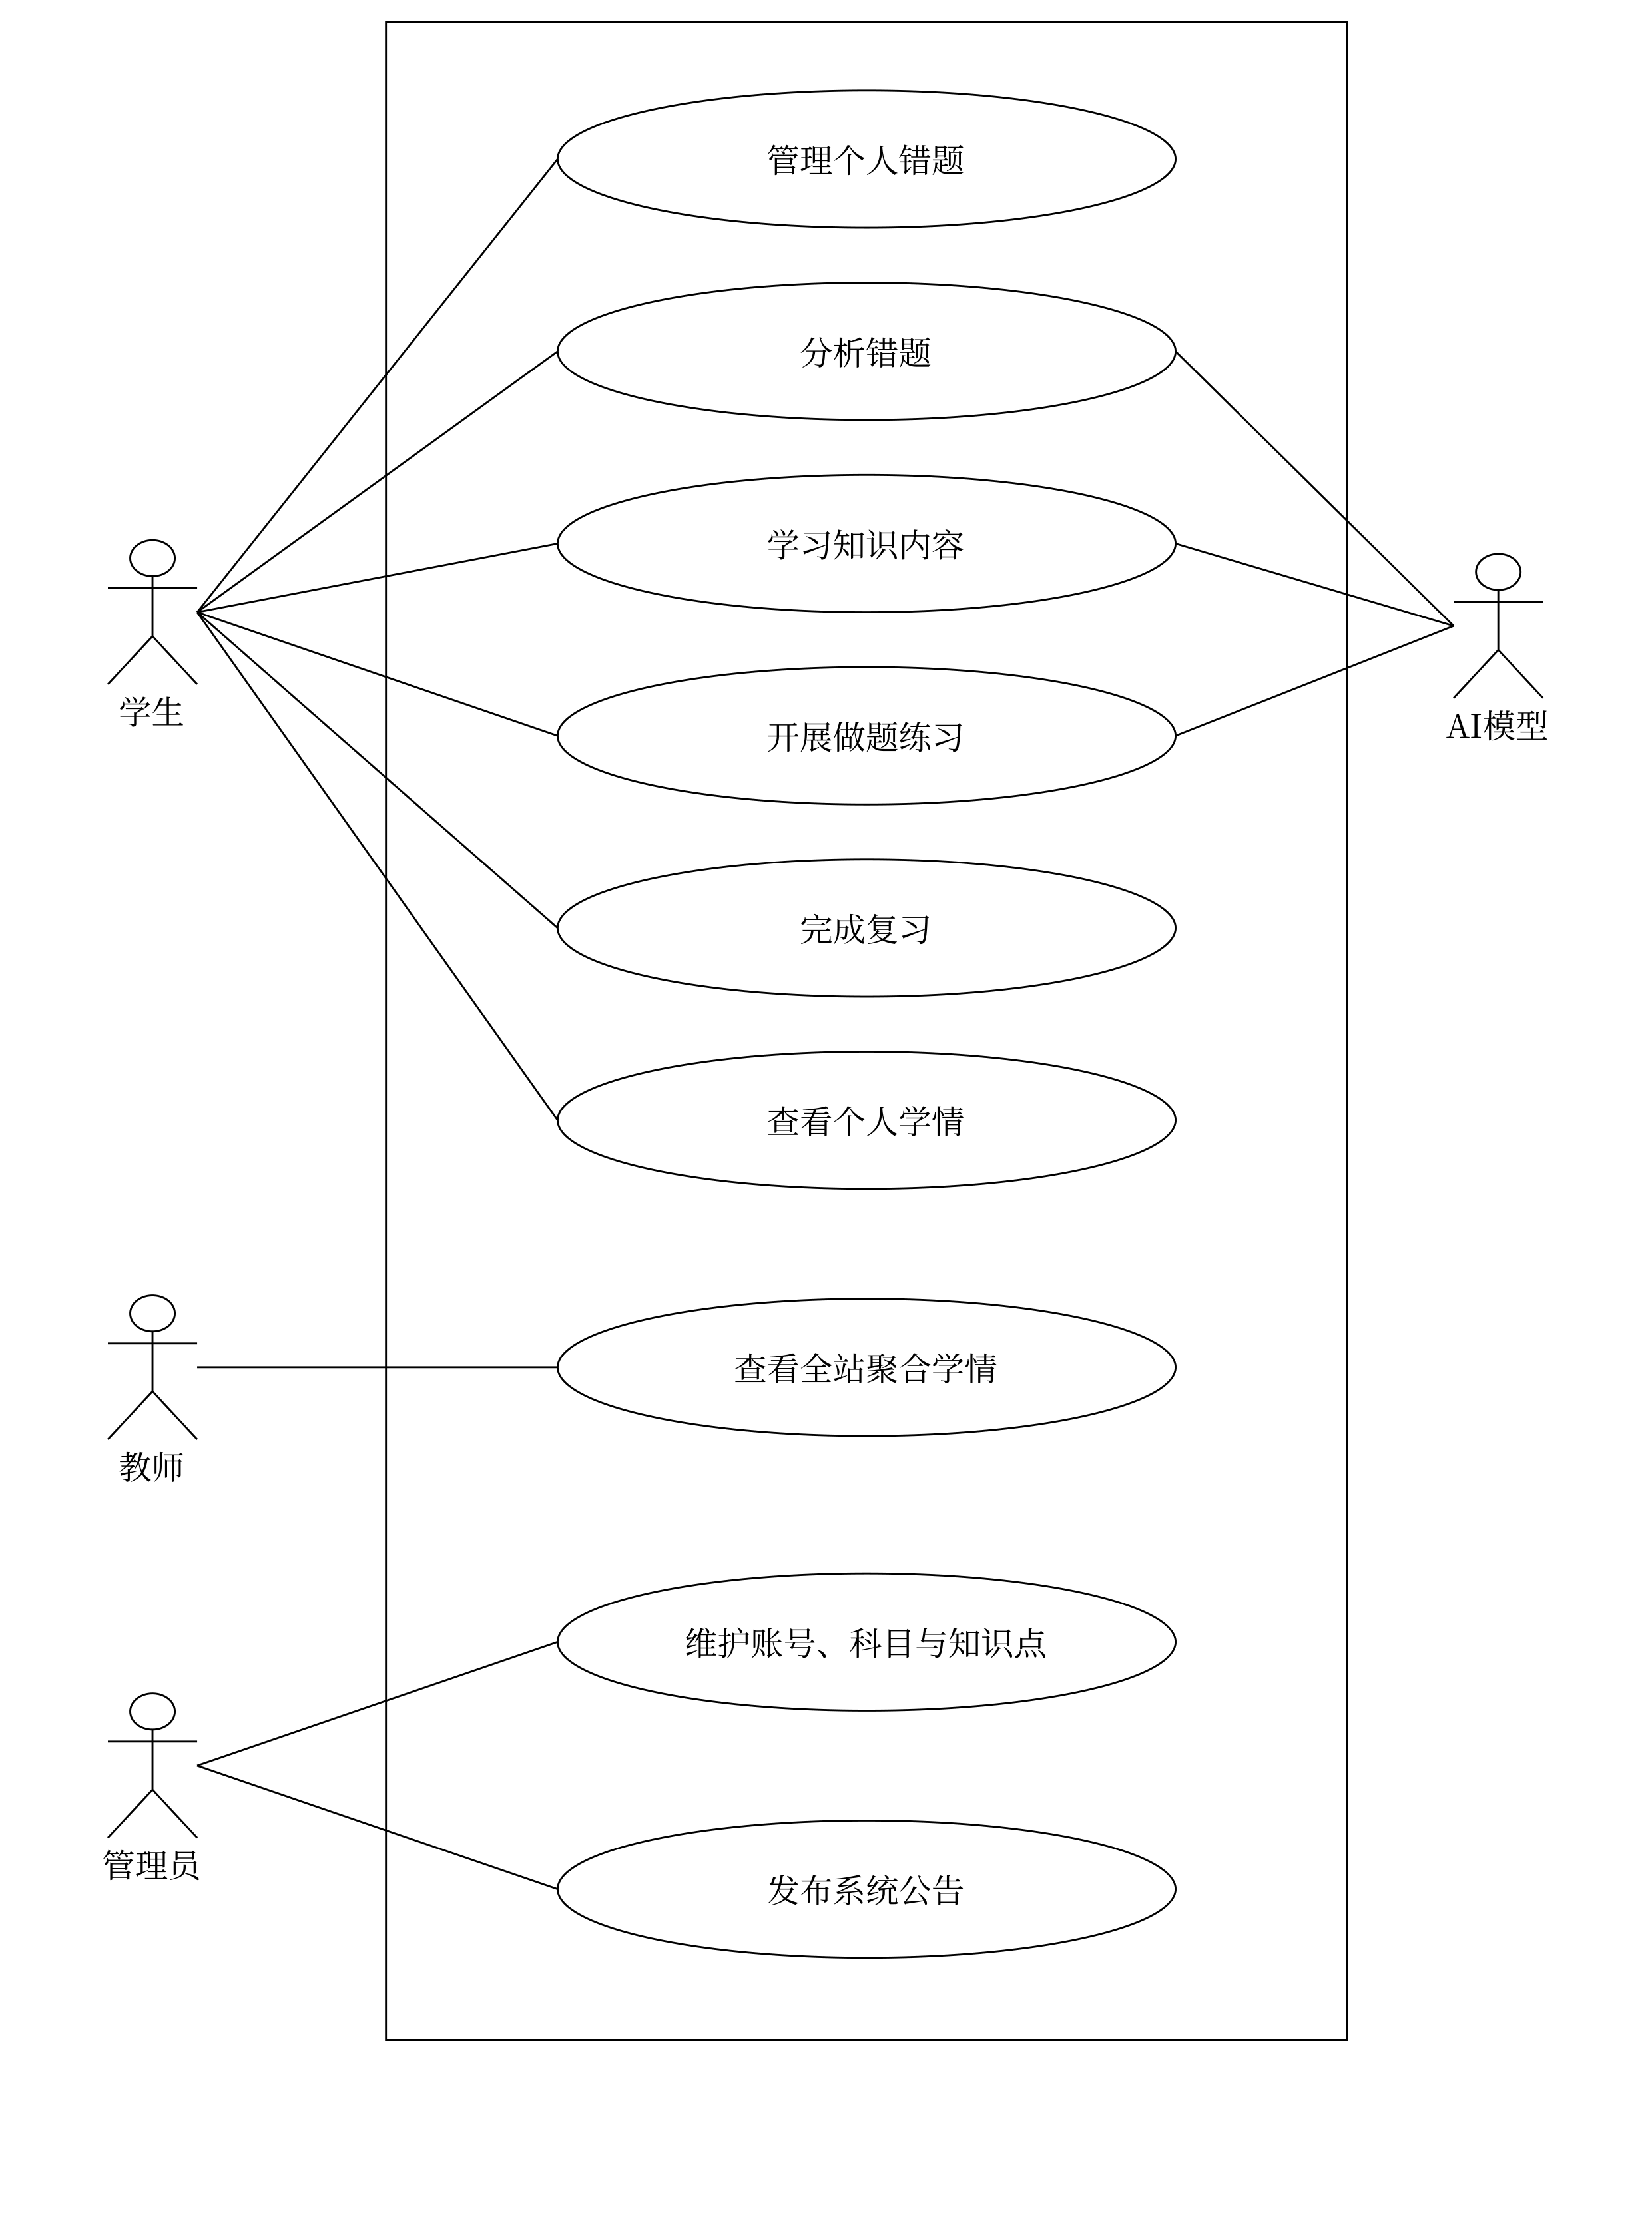 管理个人错题
分析错题
学习知识内容
学生
开展做题练习
AI模型
完成复习
查看个人学情
查看全站聚合学情
教师
维护账号、科目与知识点
管理员
发布系统公告